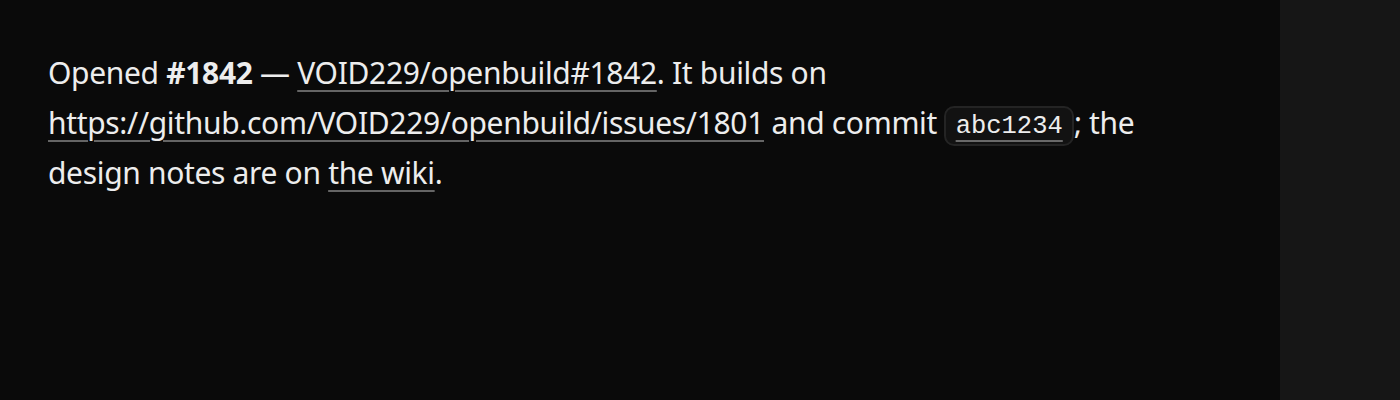 Opened #1842 — VOID229/openbuild#1842. It builds on
https://github.com/VOID229/openbuild/issues/1801 and commit abc1234; the
design notes are on the wiki.